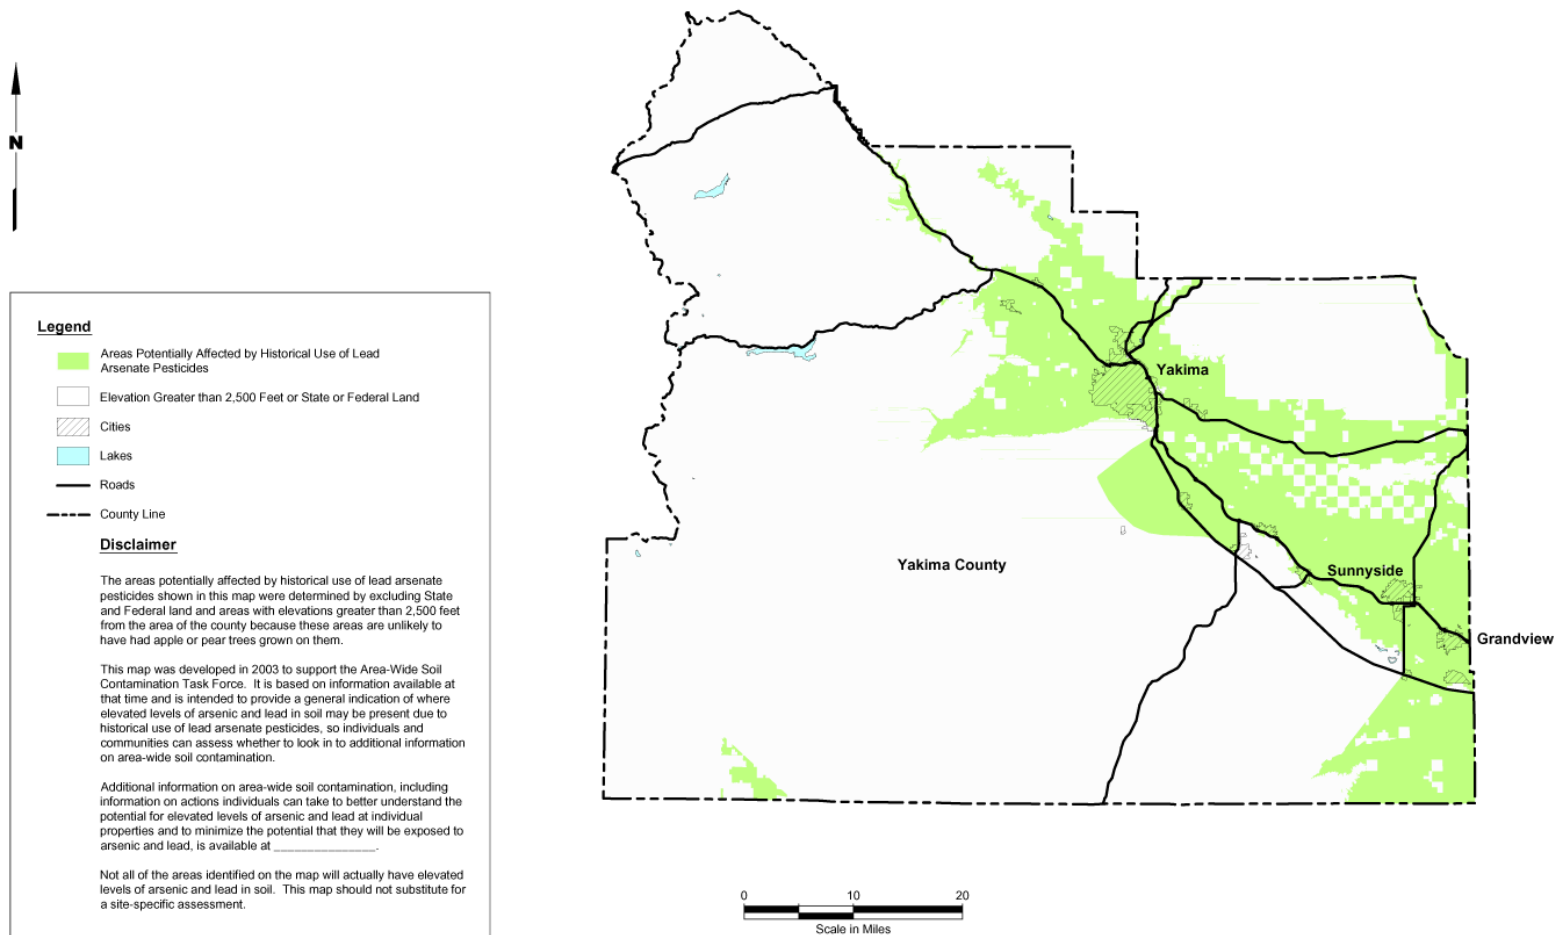 N
Legend
Areas Potentially Affected by Historical Use of Lead
Arsenate Pesticides
Elevation Greater than 2,500 Feet or State or Federal Land
Cities
Lakes
Roads
County Line
Disclaimer
The areas potentially affected by historical use of lead arsenate
pesticides shown in this map were determined by excluding State
and Federal land and areas with elevations greater than 2,500 feet
from the area of the county because these areas are unlikely to
have had apple or pear trees grown on them.
This map was developed in 2003 to support the Area-Wide Soil
Contamination Task Force.  It is based on information available at
that time and is intended to provide a general indication of where
elevated levels of arsenic and lead in soil may be present due to
historical use of lead arsenate pesticides, so individuals and
communities can assess whether to look in to additional information
on area-wide soil contamination.
Additional information on area-wide soil contamination, including
information on actions individuals can take to better understand the
potential for elevated levels of arsenic and lead at individual
properties and to minimize the potential that they will be exposed to
arsenic and lead, is available at _______________.
Not all of the areas identified on the map will actually have elevated
levels of arsenic and lead in soil.  This map should not substitute for
a site-specific assessment.
Yakima
Yakima County
Sunnyside
Grandview
0 10 20
Scale in Miles